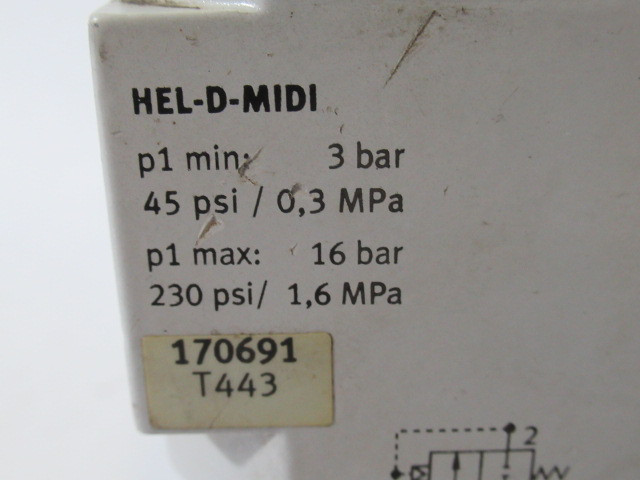 HEL-D-MIDI
p1 min: 3 bar
45 psi / 0,3 MPa
p1 max: 16 bar
230 psi/ 1,6 MPa
170691
T443
2